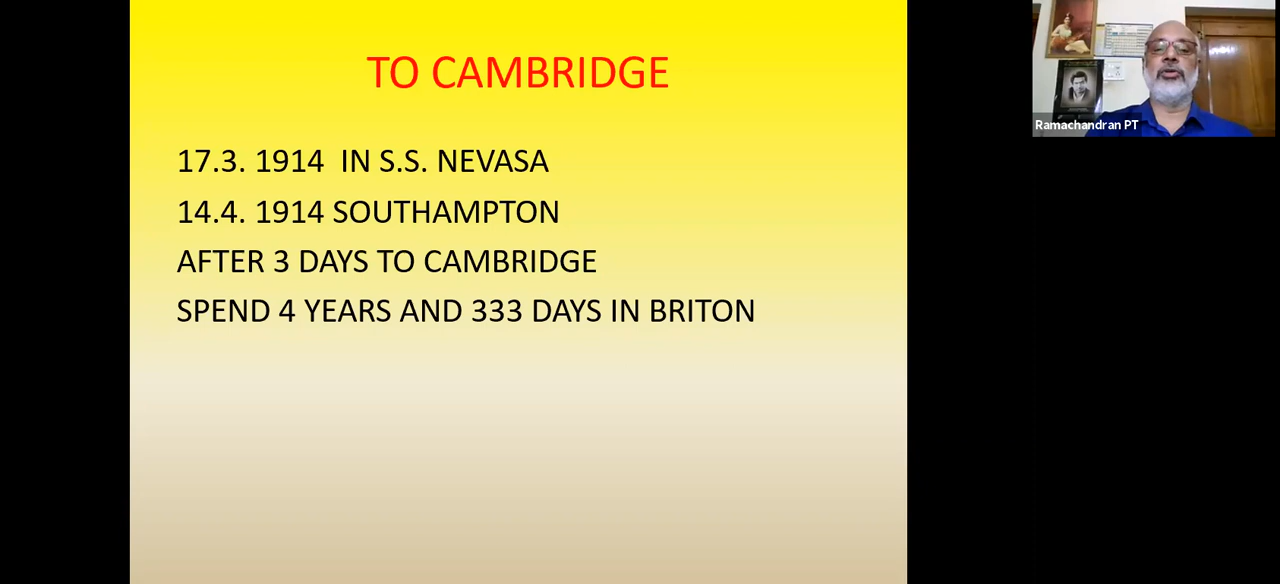 TO CAMBRIDGE
17.3. 1914 IN S.S. NEVASA
14.4. 1914 SOUTHAMPTON
AFTER 3 DAYS TO CAMBRIDGE
SPEND 4 YEARS AND 333 DAYS IN BRITON
Ramachandran PT